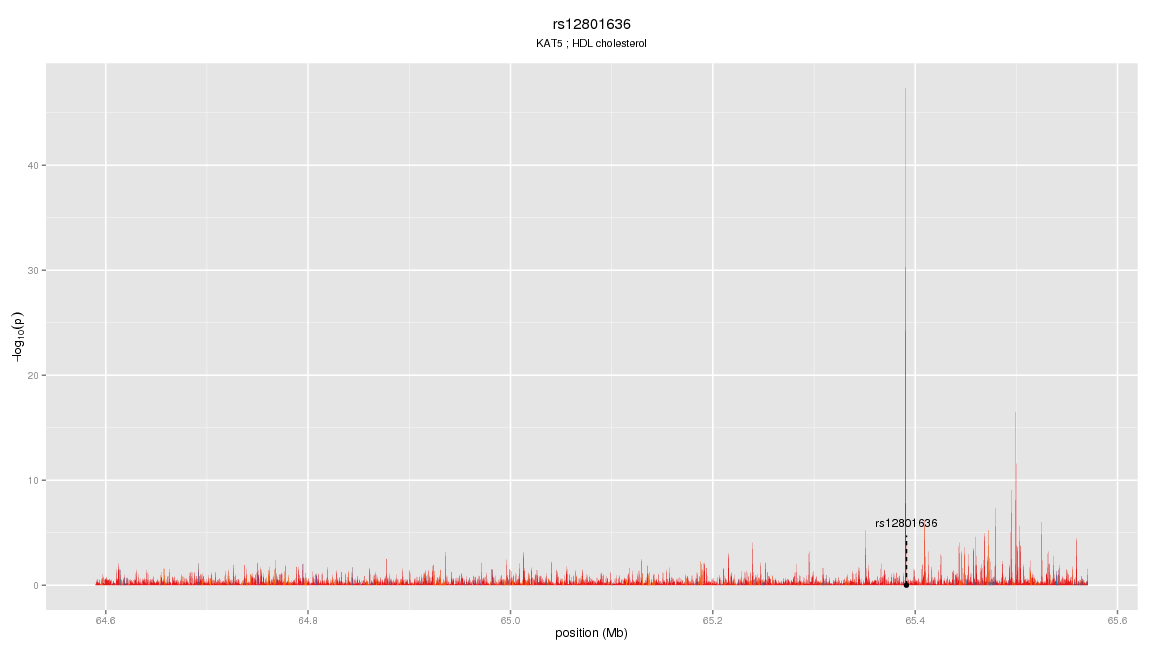 rs12801636
KAT5 ; HDL cholesterol
−log10(p)
40
30
20
10
0
rs12801636
64.6 64.8 65.0 65.2 65.4 65.6
position (Mb)